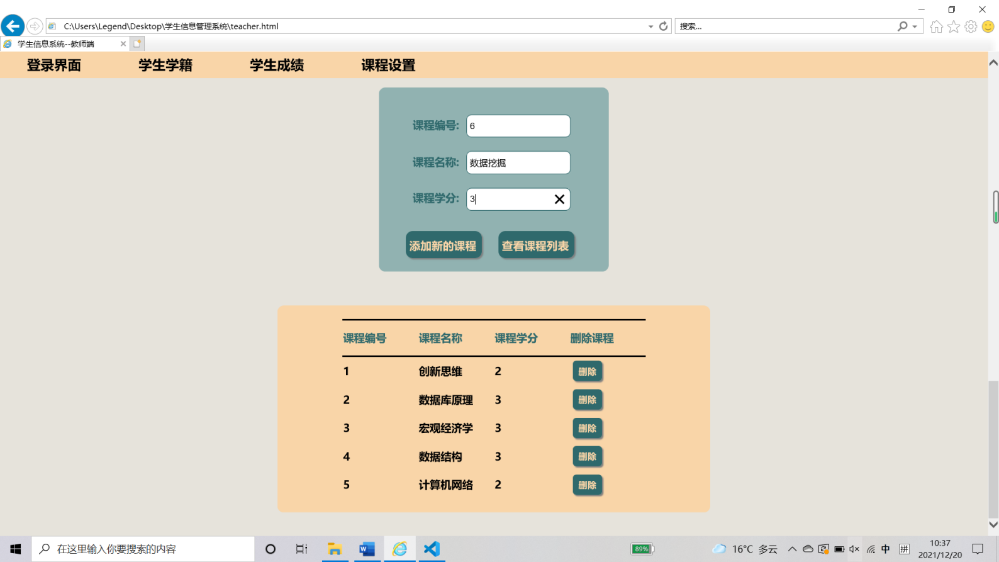 C:\Users\Legend\Desktop\学生信息管理系统\teacher.html
搜索...
学生信息系统--教师端
登录界面 学生学籍 学生成绩 课程设置
课程编号: 6
课程名称: 数据挖掘
课程学分: 3
添加新的课程 查看课程列表
课程编号 课程名称 课程学分 删除课程
1 创新思维 2 删除
2 数据库原理 3 删除
3 宏观经济学 3 删除
4 数据结构 3 删除
5 计算机网络 2 删除
在这里输入你要搜索的内容
89%
16°C 多云
中
拼
10:37
2021/12/20